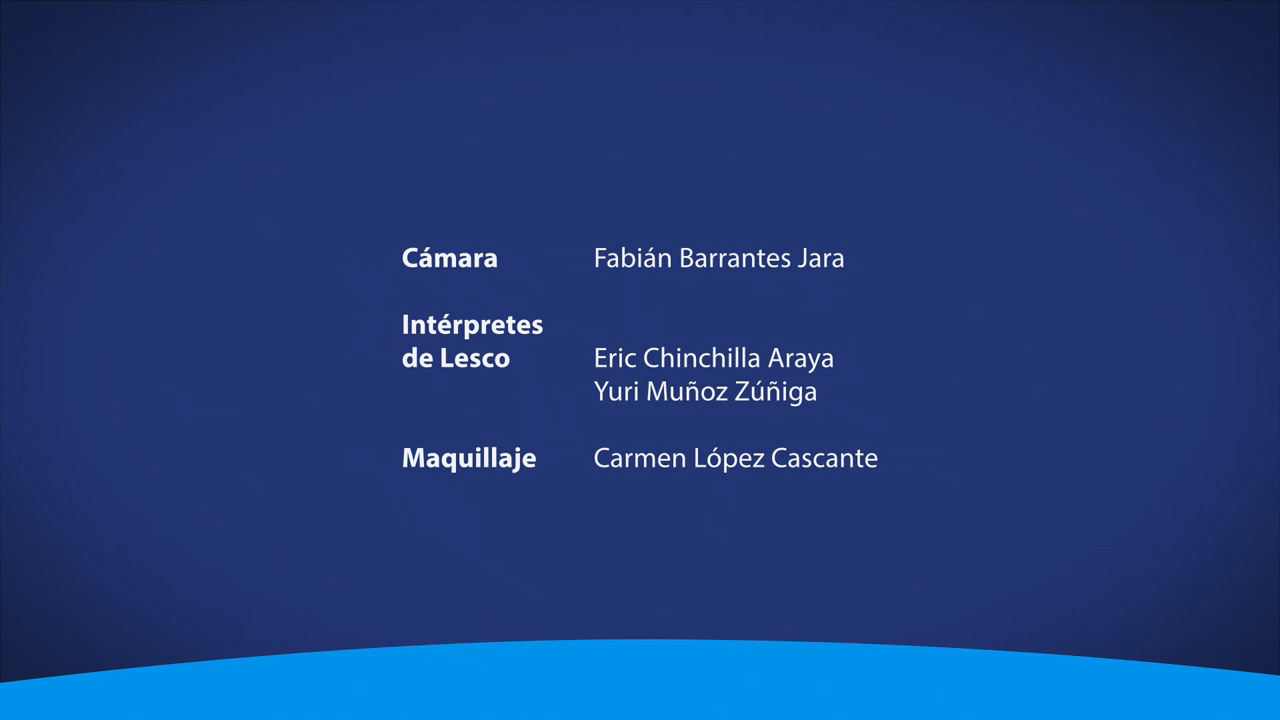 Cámara Fabián Barrantes Jara
Intérpretes
de Lesco Eric Chinchilla Araya
Yuri Muñoz Zúñiga
Maquillaje Carmen López Cascante